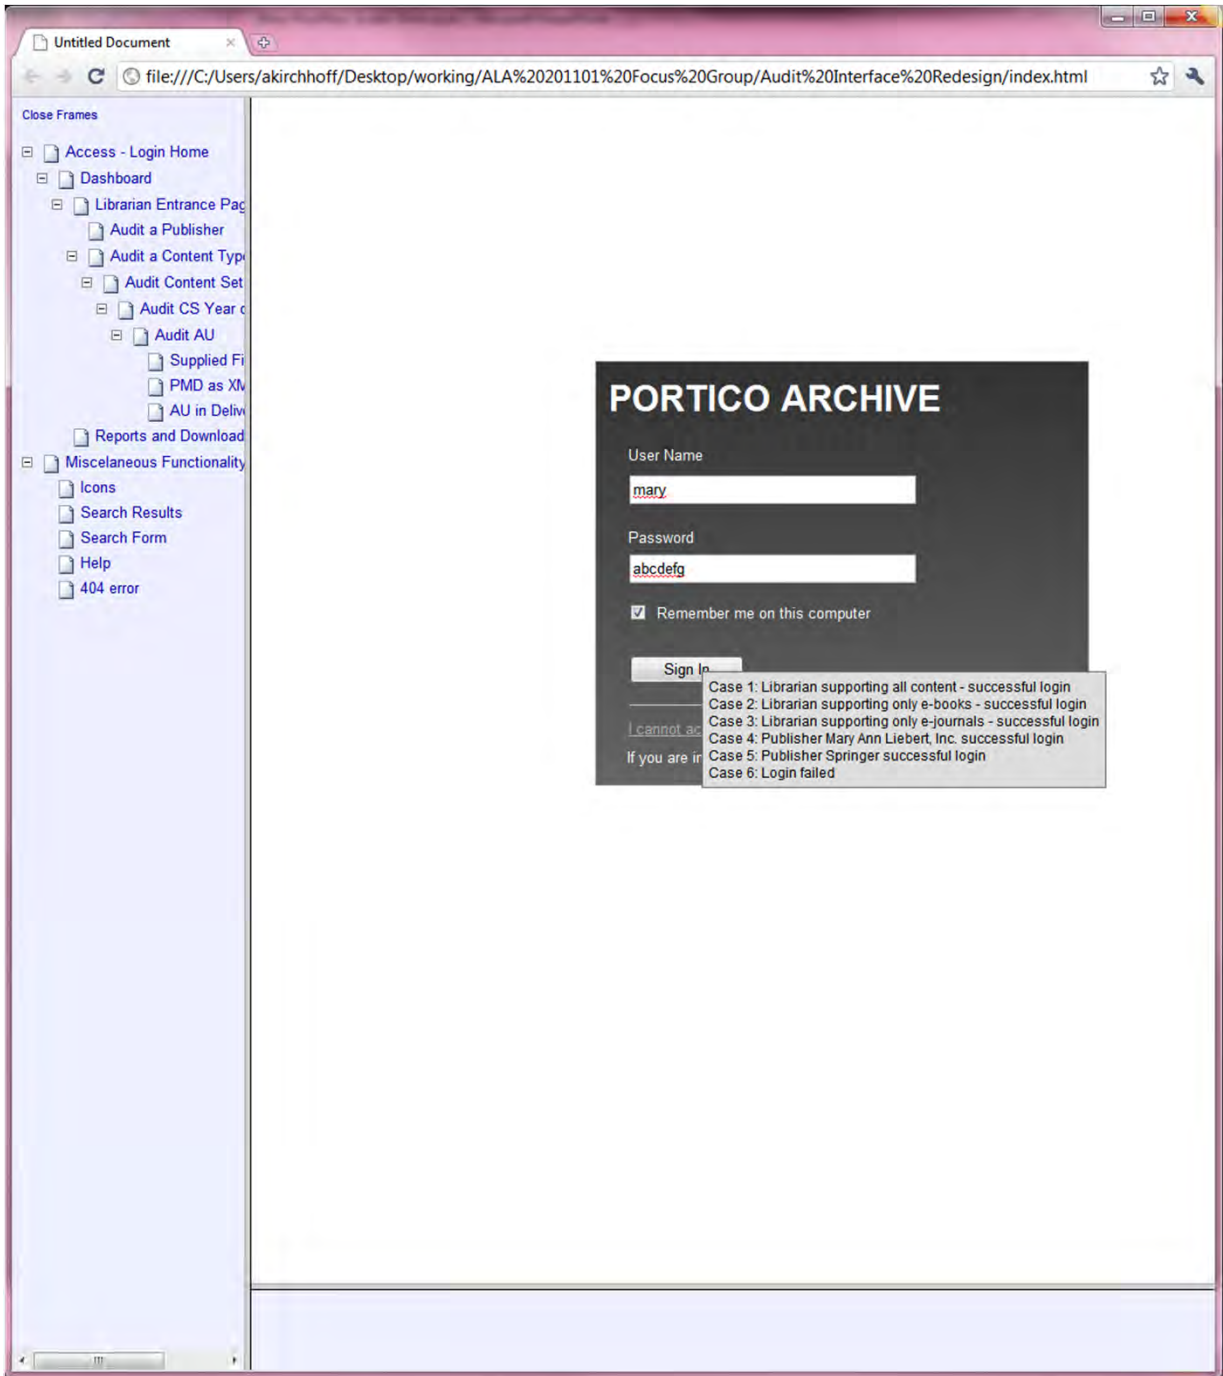 Untitled Document
file:///C:/Users/akirchhoff/Desktop/working/ALA%20201101%20Focus%20Group/Audit%20Interface%20Redesign/index.html
Close Frames
Access - Login Home
Dashboard
Librarian Entrance Pag
Audit a Publisher
Audit a Content Typ
Audit Content Set
Audit CS Year
Audit AU
Supplied Fi
PMD as XM
AU in Deliv
Reports and Download
Miscelaneous Functionality
Icons
Search Results
Search Form
Help
404 error
PORTICO ARCHIVE
User Name
mary
Password
abcdefg
Remember me on this computer
Sign In
Case 1: Librarian supporting all content - successful login
Case 2: Librarian supporting only e-books - successful login
Case 3: Librarian supporting only e-journals - successful login
Case 4: Publisher Mary Ann Liebert, Inc. successful login
Case 5: Publisher Springer successful login
Case 6: Login failed
I cannot ac
If you are in